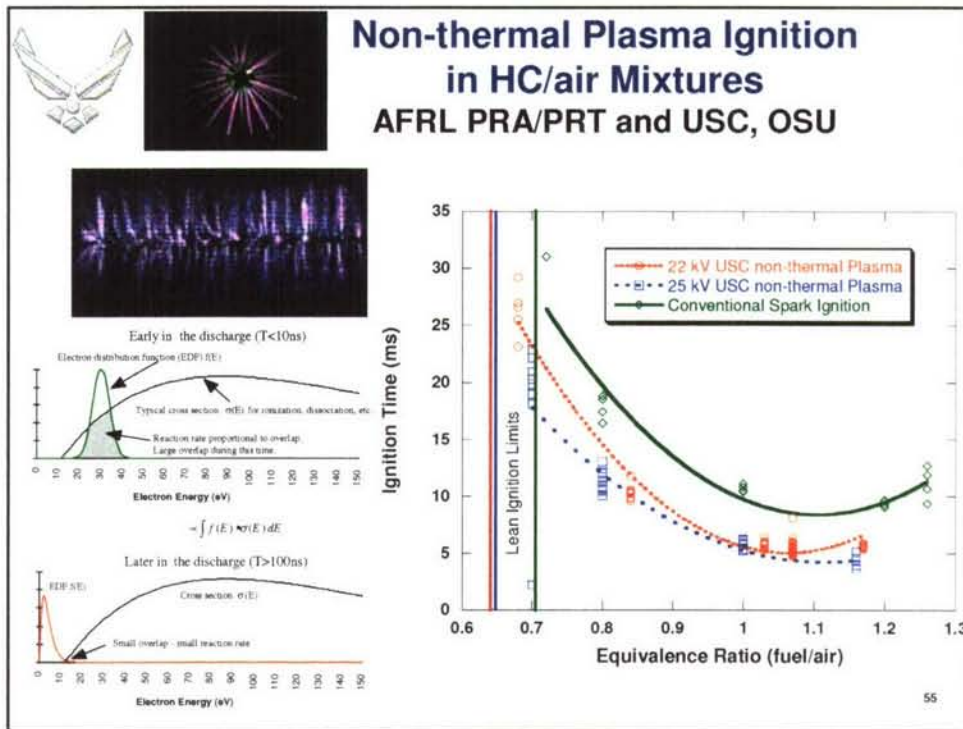 Non-thermal Plasma Ignition
in HC/air Mixtures
AFRL PRA/PRT and USC, OSU
Early in the discharge (T<10ns)
Electron distribution function (EDF) f(E)
Typical cross section σ(E) for ionization, dissociation, etc
Reaction rate proportional to overlap.
Large overlap during this time.
0 10 20 30 40 50 60 70 80 90 100 110 120 130 140 150
Electron Energy (eV)
∝∫ f(E)•σ(E) dE
Later in the discharge (T>100ns)
EDF f(E)
Cross section σ(E)
Small overlap - small reaction rate
0 10 20 30 40 50 60 70 80 90 100 110 120 130 140 150
Electron Energy (eV)
35
30
25
20
15
10
5
0
Ignition Time (ms)
Lean Ignition Limits
22 kV USC non-thermal Plasma
25 kV USC non-thermal Plasma
Conventional Spark Ignition
0.6 0.7 0.8 0.9 1 1.1 1.2 1.3
Equivalence Ratio (fuel/air)
55